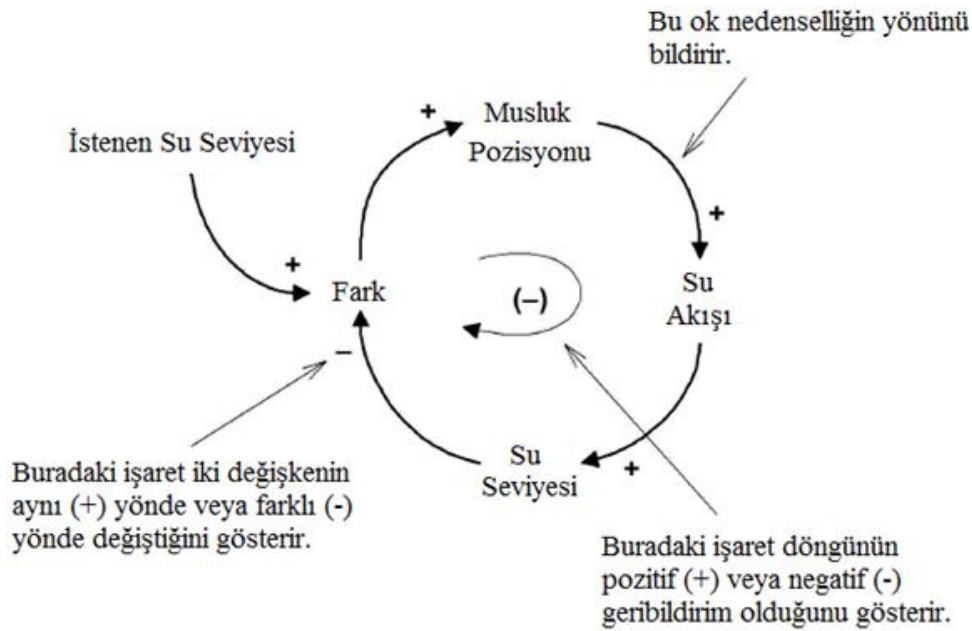 Bu ok nedenselliğin yönünü
bildirir.
+
Musluk
Pozisyonu
İstenen Su Seviyesi
+
+
Fark
(–)
Su
Akışı
–
Su
Seviyesi
+
Buradaki işaret iki değişkenin
aynı (+) yönde veya farklı (-)
yönde değiştiğini gösterir.
Buradaki işaret döngünün
pozitif (+) veya negatif (-)
geribildirim olduğunu gösterir.